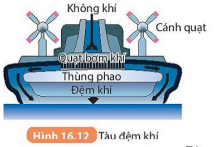 Không khí
Cánh quạt
Quạt bơm khí
Thùng phao
Đệm khí
Hình 16.12 Tàu đệm khí